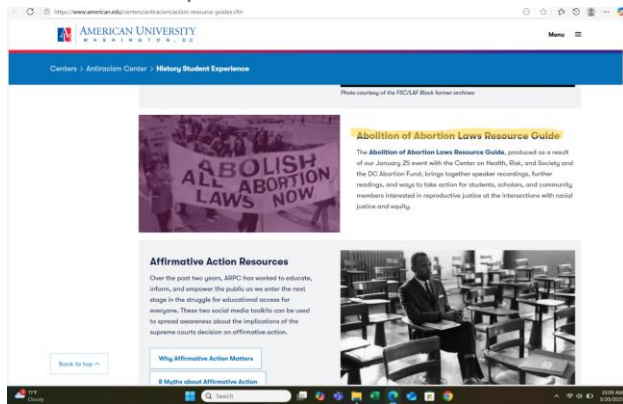 https://www.american.edu/centers/antiracism/action-resource-guides.cfm
AMERICAN UNIVERSITY
WASHINGTON, DC
Menu
Centers > Antiracism Center > History Student Experience
Photo courtesy of the FSC/LAF Black farmer archives
ABOLISH
ALL ABORTION
LAWS NOW
Abolition of Abortion Laws Resource Guide
The Abolition of Abortion Laws Resource Guide, produced as a result
of our January 25 event with the Center on Health, Risk, and Society and
the DC Abortion Fund, brings together speaker recordings, further
readings, and ways to take action for students, scholars, and community
members interested in reproductive justice at the intersections with racial
justice and equity.
Affirmative Action Resources
Over the past two years, ARPC has worked to educate,
inform, and empower the public as we enter the next
stage in the struggle for educational access for
everyone. These two social media toolkits can be used
to spread awareness about the implications of the
supreme courts decision on affirmative action.
Why Affirmative Action Matters
8 Myths about Affirmative Action
Back to top
Cloudy
Search